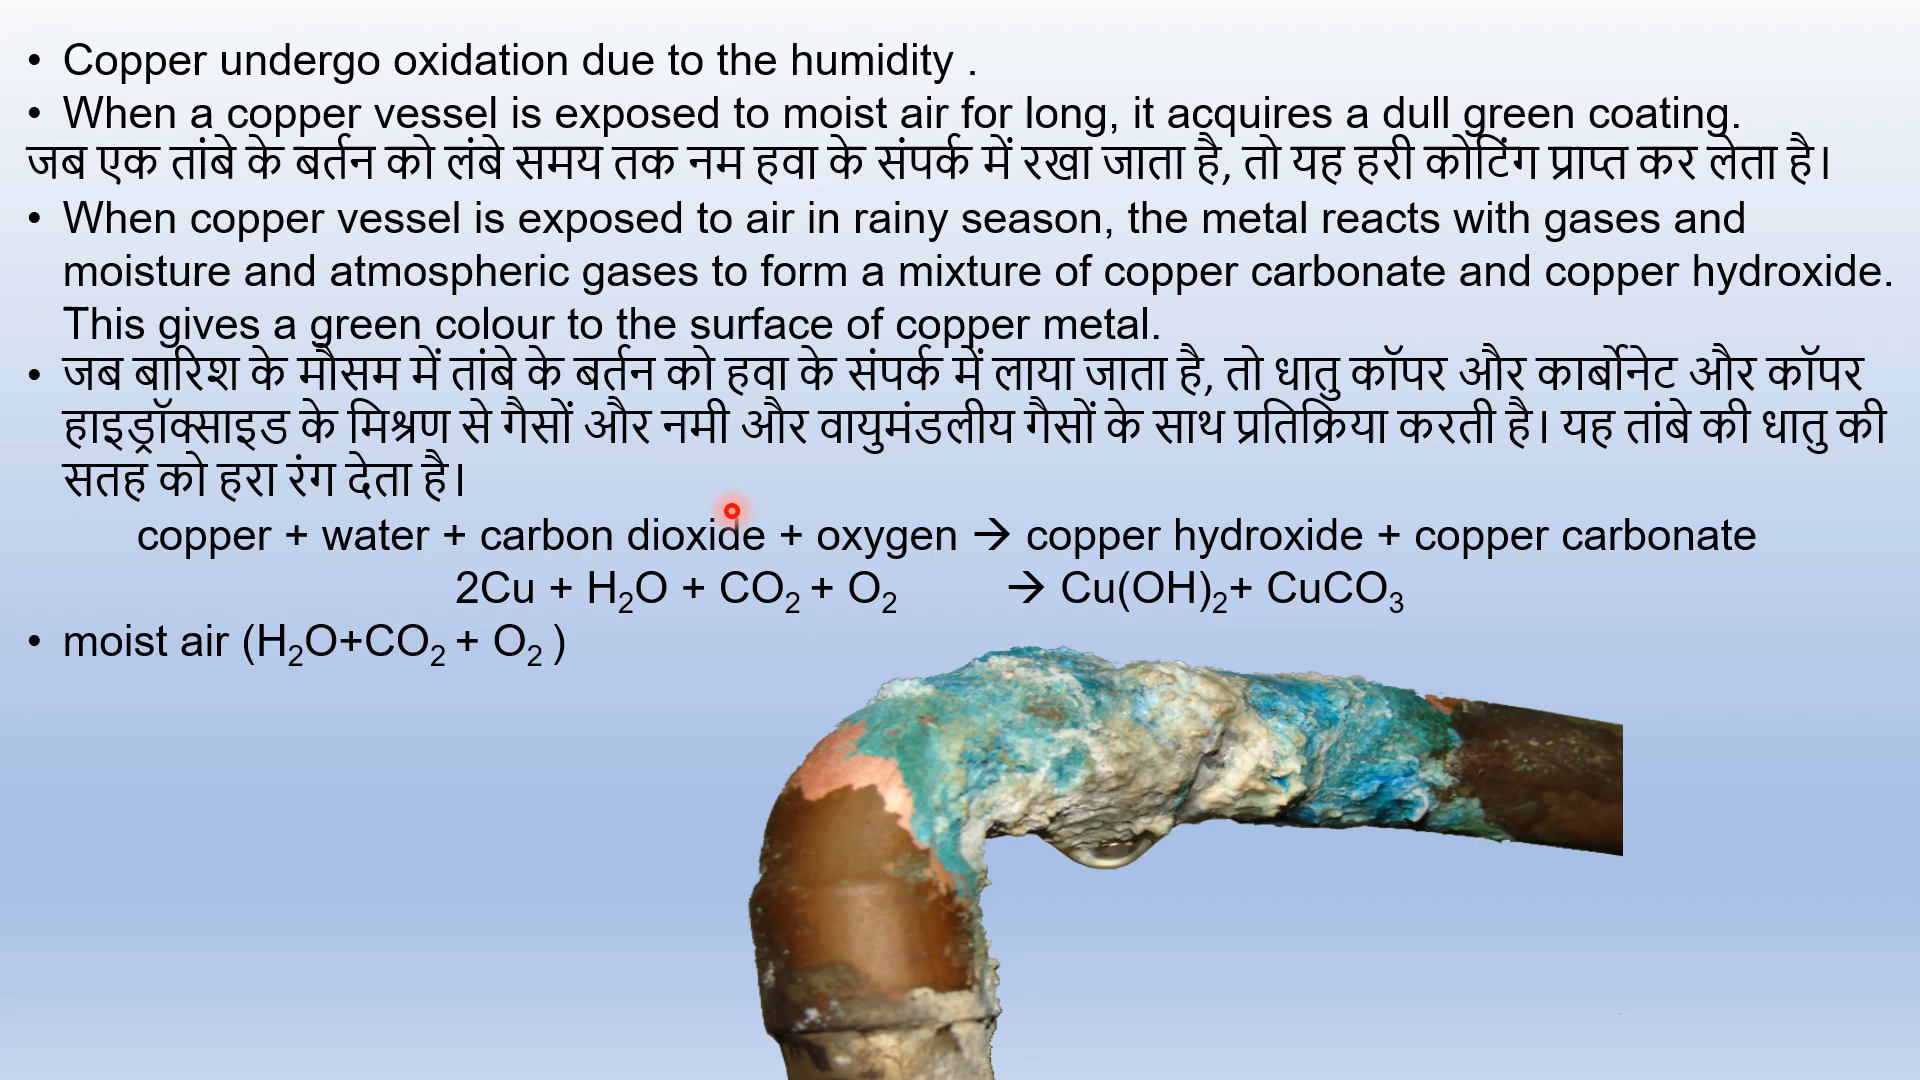 • Copper undergo oxidation due to the humidity .
• When a copper vessel is exposed to moist air for long, it acquires a dull green coating.
जब एक तांबे के बर्तन को लंबे समय तक नम हवा के संपर्क में रखा जाता है, तो यह हरी कोटिंग प्राप्त कर लेता है।
• When copper vessel is exposed to air in rainy season, the metal reacts with gases and
moisture and atmospheric gases to form a mixture of copper carbonate and copper hydroxide.
This gives a green colour to the surface of copper metal.
• जब बारिश के मौसम में तांबे के बर्तन को हवा के संपर्क में लाया जाता है, तो धातु कॉपर और कार्बोनेट और कॉपर
हाइड्रॉक्साइड के मिश्रण से गैसों और नमी और वायुमंडलीय गैसों के साथ प्रतिक्रिया करती है। यह तांबे की धातु की
सतह को हरा रंग देता है।
copper + water + carbon dioxide + oxygen → copper hydroxide + copper carbonate
2Cu + H₂O + CO₂ + O₂ → Cu(OH)₂+ CuCO₃
• moist air (H₂O+CO₂ + O₂ )